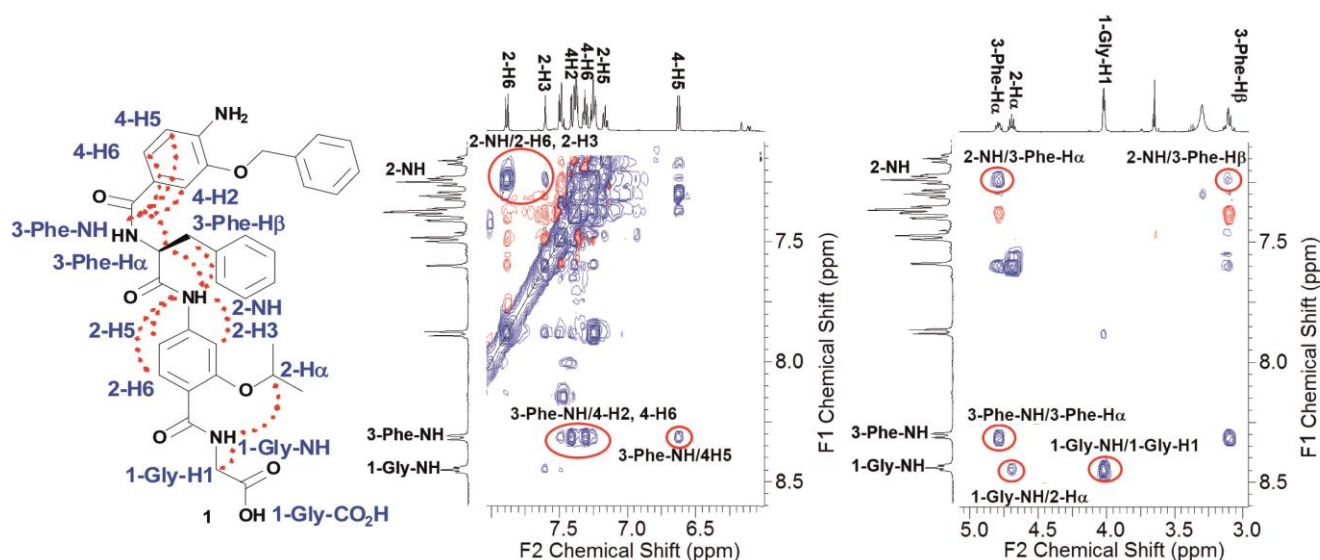 4-H5
NH2
4-H6
O
O
4-H2
3-Phe-NH
HN
3-Phe-Hβ
3-Phe-Hα
O
NH
2-NH
2-H5
2-H3
2-Hα
2-H6
O
O
NH
1-Gly-NH
O
1-Gly-H1
1
OH 1-Gly-CO2H
2-H6
2-H3
4H2
4-H6
2-H5
4-H5
2-NH/2-H6, 2-H3
2-NH
3-Phe-NH/4-H2, 4-H6
3-Phe-NH
3-Phe-NH/4H5
1-Gly-NH
7.5
8.0
8.5
F1 Chemical Shift (ppm)
7.5 7.0 6.5
F2 Chemical Shift (ppm)
3-Phe-Hα
2-Hα
1-Gly-H1
3-Phe-Hβ
2-NH/3-Phe-Hα
2-NH/3-Phe-Hβ
2-NH
3-Phe-NH/3-Phe-Hα
3-Phe-NH
1-Gly-NH/1-Gly-H1
1-Gly-NH
1-Gly-NH/2-Hα
7.5
8.0
8.5
F1 Chemical Shift (ppm)
5.0 4.5 4.0 3.5 3.0
F2 Chemical Shift (ppm)